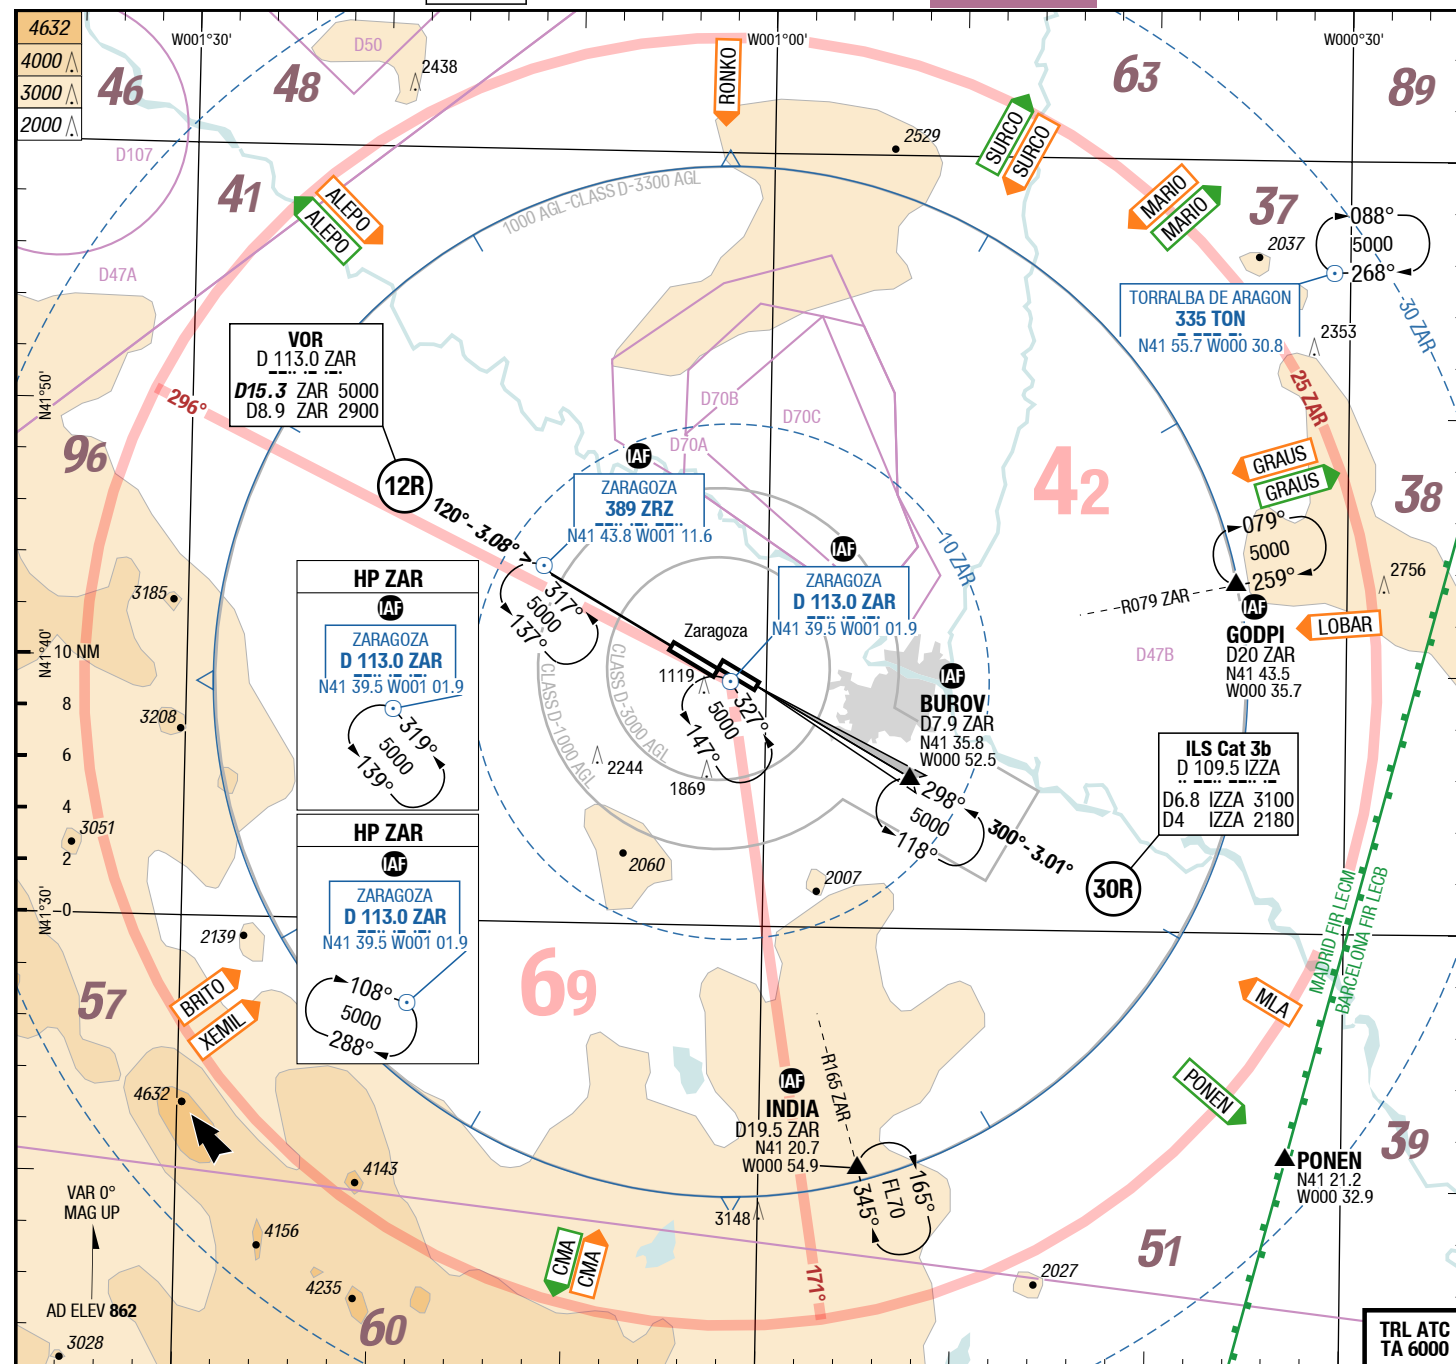 4632
4000
3000
2000
W001°30'
W001°00'
W000°30'
46
48
D50
2438
RONKO
63
89
D107
41
ALEPO
ALEPO
1000 AGL-CLASS D-3300 AGL
2529
SURCO
SURCO
MARIO
MARIO
37
2037
088°
5000
268°
D47A
TORRALBA DE ARAGON
335 TON
N41 55.7 W000 30.8
2353
30 ZAR
VOR
D 113.0 ZAR
D15.3 ZAR 5000
D8.9 ZAR 2900
N41°50'
296°
25 ZAR
D70B
D70C
D70A
96
IAF
ZARAGOZA
389 ZRZ
N41 43.8 W001 11.6
12R
120°-3.08°
42
GRAUS
GRAUS
38
079°
5000
259°
2756
IAF
ZARAGOZA
D 113.0 ZAR
N41 39.5 W001 01.9
10 ZAR
R079 ZAR
IAF
GODPI
D20 ZAR
N41 43.5
W000 35.7
LOBAR
D47B
HP ZAR
IAF
ZARAGOZA
D 113.0 ZAR
N41 39.5 W001 01.9
319°
5000
139°
317°
5000
137°
Zaragoza
3185
N41°40'
10 NM
8
6
4
2
0
N41°30'
3208
3051
CLASS D-1000 AGL
CLASS D-3000 AGL
1119
327°
5000
147°
2244
1869
IAF
BUROV
D7.9 ZAR
N41 35.8
W000 52.5
298°
5000
118°
300°-3.01°
ILS Cat 3b
D 109.5 IZZA
D6.8 IZZA 3100
D4 IZZA 2180
30R
HP ZAR
IAF
ZARAGOZA
D 113.0 ZAR
N41 39.5 W001 01.9
108°
5000
288°
2060
2007
2139
MADRID FIR LECM
BARCELONA FIR LECB
57
BRITO
XEMIL
69
MLA
PONEN
4632
IAF
INDIA
D19.5 ZAR
N41 20.7
W000 54.9
R165 ZAR
165°
FL70
345°
39
PONEN
N41 21.2
W000 32.9
4143
VAR 0°
MAG UP
4156
3148
CMA
CMA
51
2027
171°
4235
60
AD ELEV 862
3028
TRL ATC
TA 6000